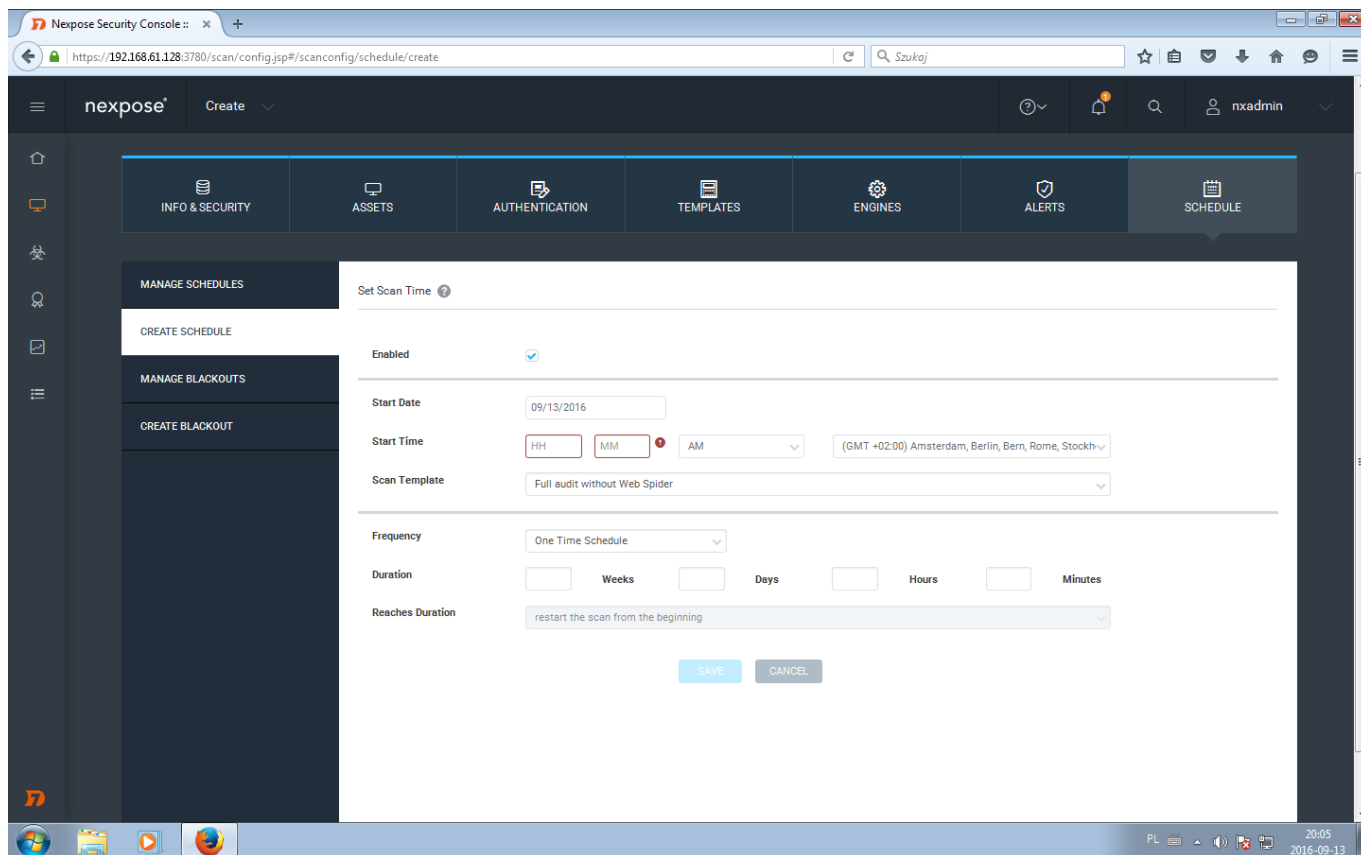 Nexpose Security Console ::
https://192.168.61.128:3780/scan/config.jsp#/scanconfig/schedule/create
Szukaj
nexpose® Create
1
nxadmin
INFO & SECURITY
ASSETS
AUTHENTICATION
TEMPLATES
ENGINES
ALERTS
SCHEDULE
MANAGE SCHEDULES
CREATE SCHEDULE
MANAGE BLACKOUTS
CREATE BLACKOUT
Set Scan Time ?
Enabled
Start Date 09/13/2016
Start Time HH MM ! AM (GMT +02:00) Amsterdam, Berlin, Bern, Rome, Stockh
Scan Template Full audit without Web Spider
Frequency One Time Schedule
Duration Weeks Days Hours Minutes
Reaches Duration restart the scan from the beginning
SAVE CANCEL
PL 20:05
2016-09-13